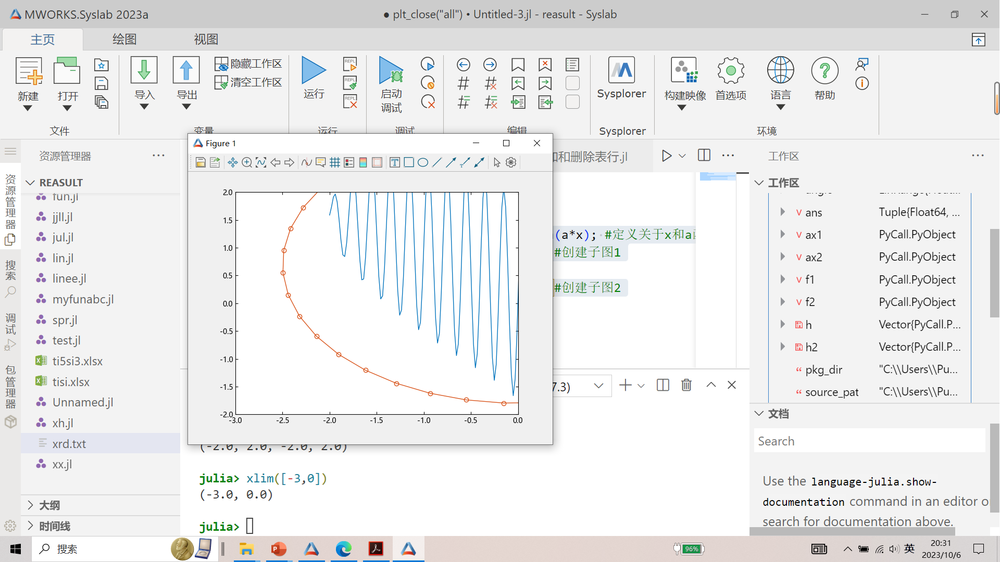 MWORKS.Syslab 2023a
● plt_close("all") • Untitled-3.jl - reasult - Syslab
主页
绘图
视图
新建
打开
文件
导入
导出
隐藏工作区
清空工作区
变量
运行
REPL
REPL
REPL
运行
启动
调试
调试
编辑
Sysplorer
Sysplorer
构建映像
首选项
语言
帮助
环境
资源管理器
搜索
调试
包管理器
资源管理器
REASULT
fun.jl
jjll.jl
jul.jl
lin.jl
linee.jl
myfunabc.jl
spr.jl
test.jl
ti5si3.xlsx
tisi.xlsx
Unnamed.jl
xh.jl
xrd.txt
xx.jl
大纲
时间线
Figure 1
2.0
1.5
1.0
0.5
0.0
-0.5
-1.0
-1.5
-2.0
-3.0
-2.5
-2.0
-1.5
-1.0
-0.5
0.0
和删除表行.jl
(a*x); #定义关于x和a
#创建子图1
#创建子图2
7.3)
(-2.0, 2.0, -2.0, 2.0)
julia> xlim([-3,0])
(-3.0, 0.0)
julia>
工作区
工作区
angle LinRange{Float...
ans Tuple{Float64, ...
ax1 PyCall.PyObject
ax2 PyCall.PyObject
f1 PyCall.PyObject
f2 PyCall.PyObject
h Vector{PyCall.P...
h2 Vector{PyCall.P...
pkg_dir "C:\\Users\\Pu...
source_pat "C:\\Users\\Pu...
文档
Search
Use the language-julia.show-
documentation command in an editor or
search for documentation above.
搜索
96%
英
20:31
2023/10/6